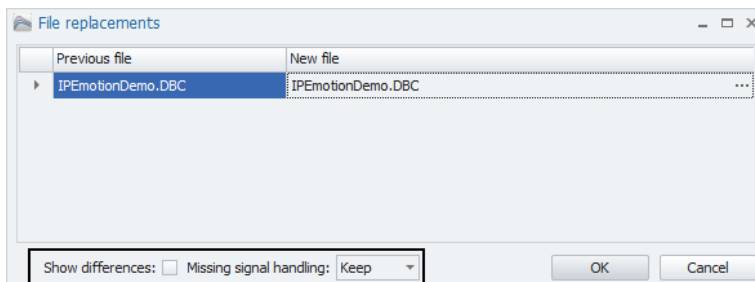 File replacements
Previous file New file
IPEmotionDemo.DBC IPEmotionDemo.DBC ...
Show differences: Missing signal handling: Keep OK Cancel